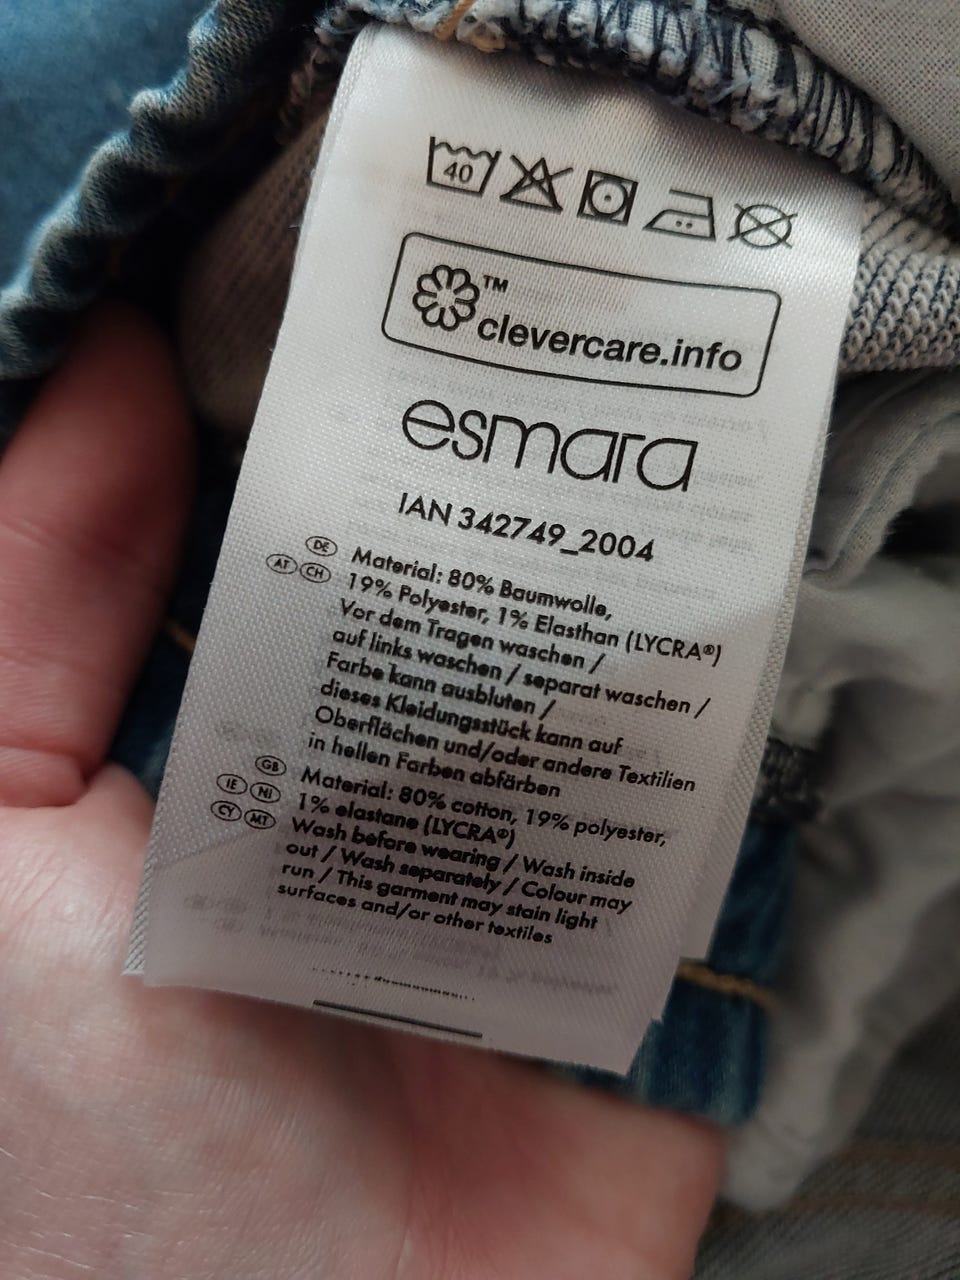 40
™
clevercare.info
esmara
IAN 342749_2004
DE Material: 80% Baumwolle,
AT CH 19% Polyester, 1% Elasthan (LYCRA®)
Vor dem Tragen waschen /
auf links waschen / separat waschen /
Farbe kann ausbluten /
dieses Kleidungsstück kann auf
Oberflächen und/oder andere Textilien
in hellen Farben abfärben
GB Material: 80% cotton, 19% polyester,
IE NI 1% elastane (LYCRA®)
CY MT Wash before wearing / Wash inside
out / Wash separately / Colour may
run / This garment may stain light
surfaces and/or other textiles